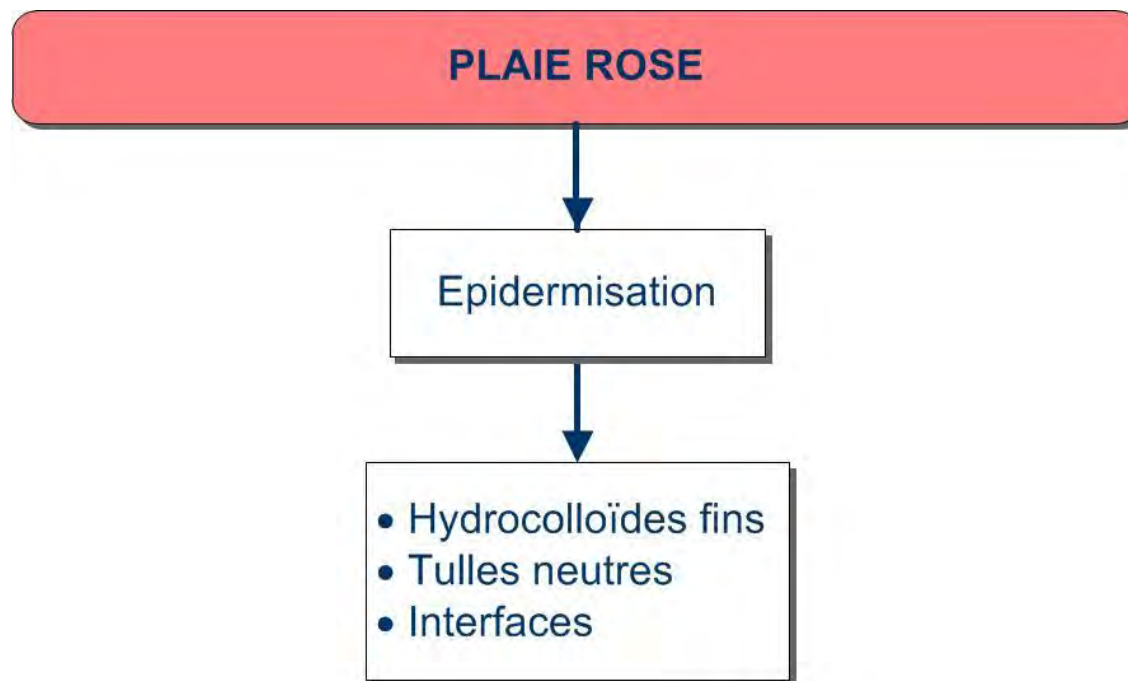 PLAIE ROSE
Epidermisation
• Hydrocolloïdes fins
• Tulles neutres
• Interfaces